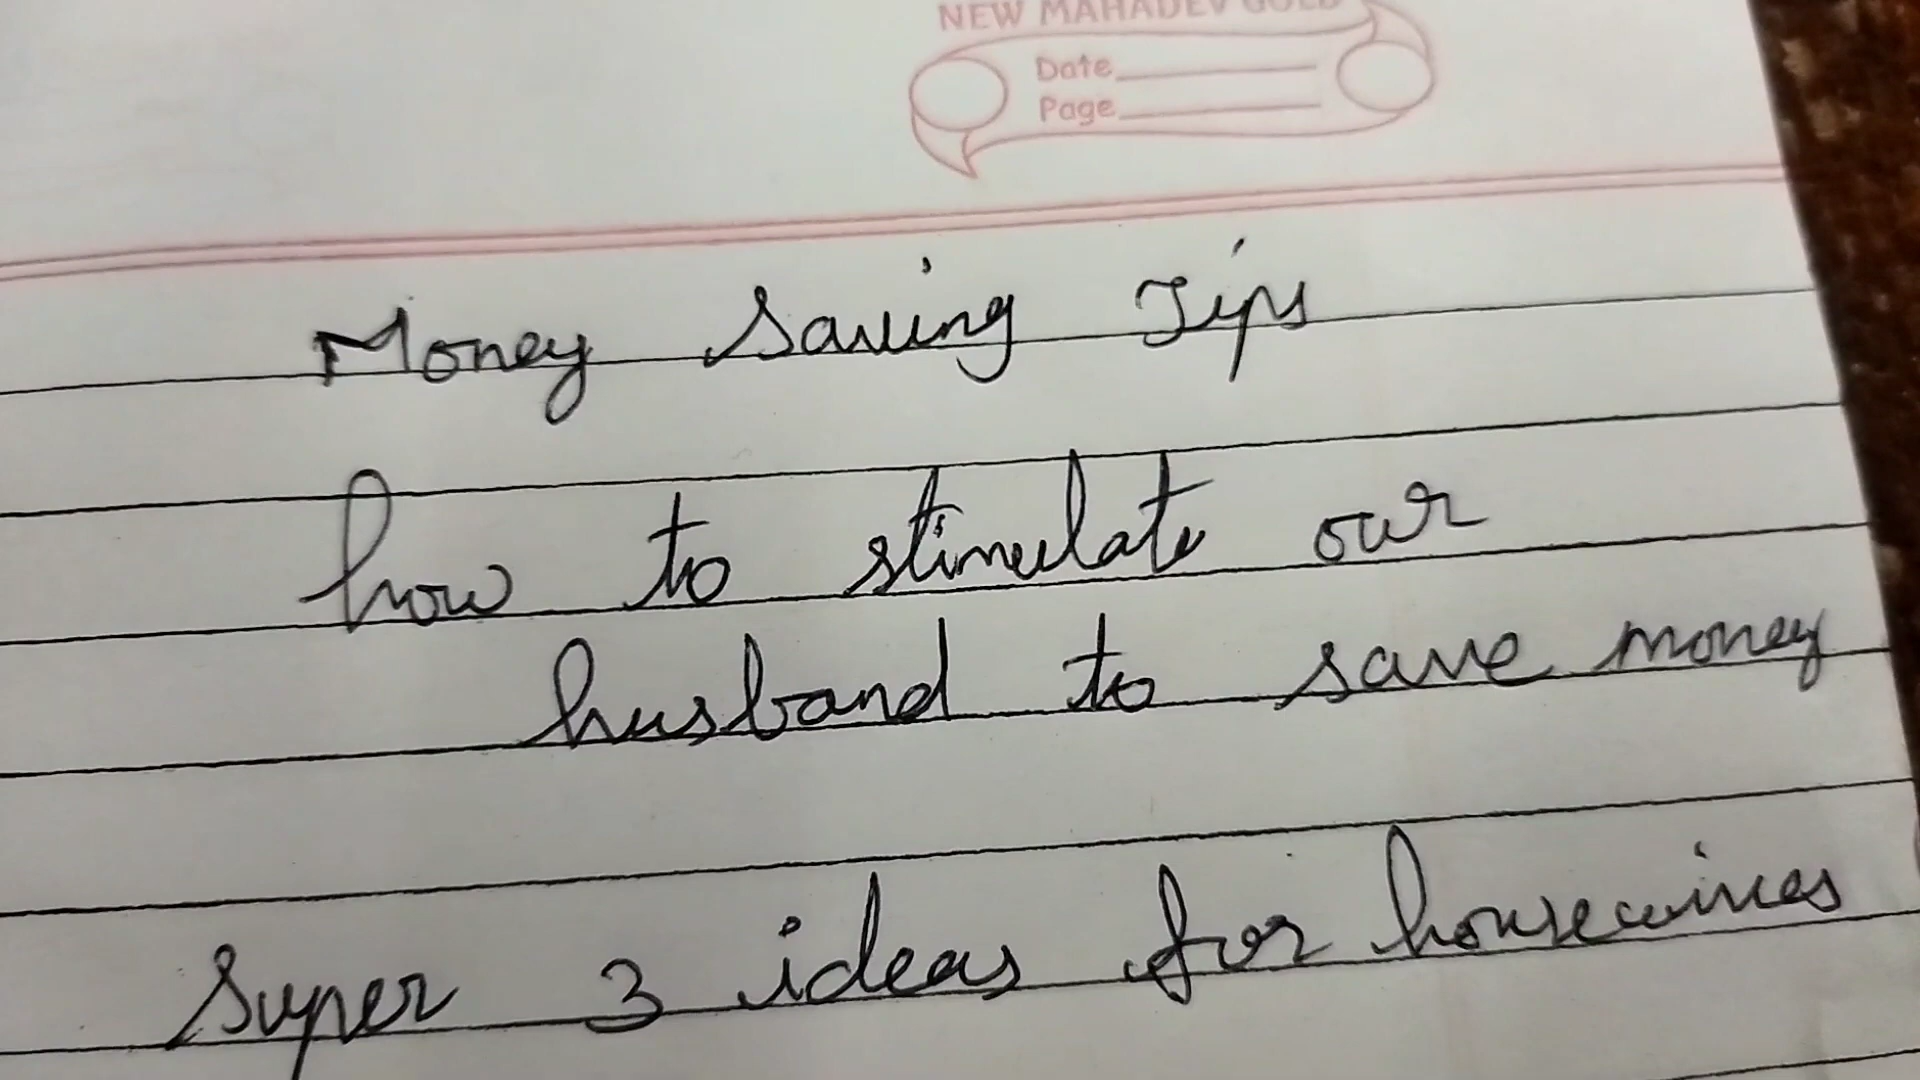 NEW MAHADEV GOLD
Date
Page
Money Saving Tips
how to stimulate our
husband to save money
Super 3 ideas for housewives